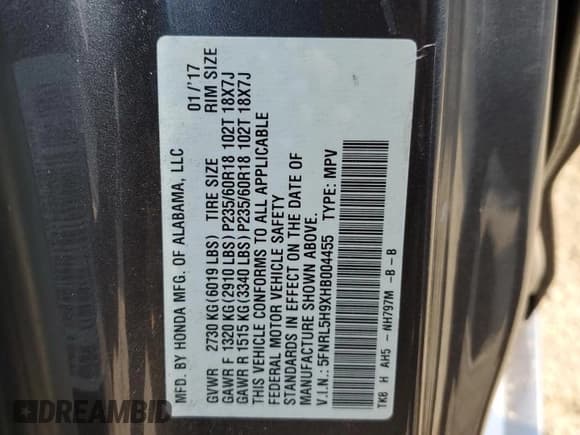 MFD. BY HONDA MFG. OF ALABAMA, LLC 01/'17
GVWR 2730 KG(6019 LBS) TIRE SIZE RIM SIZE
GAWR F 1320 KG(2910 LBS) P235/60R18 102T 18X7J
GAWR R 1515 KG(3340 LBS) P235/60R18 102T 18X7J
THIS VEHICLE CONFORMS TO ALL APPLICABLE
FEDERAL MOTOR VEHICLE SAFETY
STANDARDS IN EFFECT ON THE DATE OF
MANUFACTURE SHOWN ABOVE.
V.I.N.: 5FNRL5H9XHB004455 TYPE: MPV
TK8 H AH5 -NH797M -B-B
DREAMBID